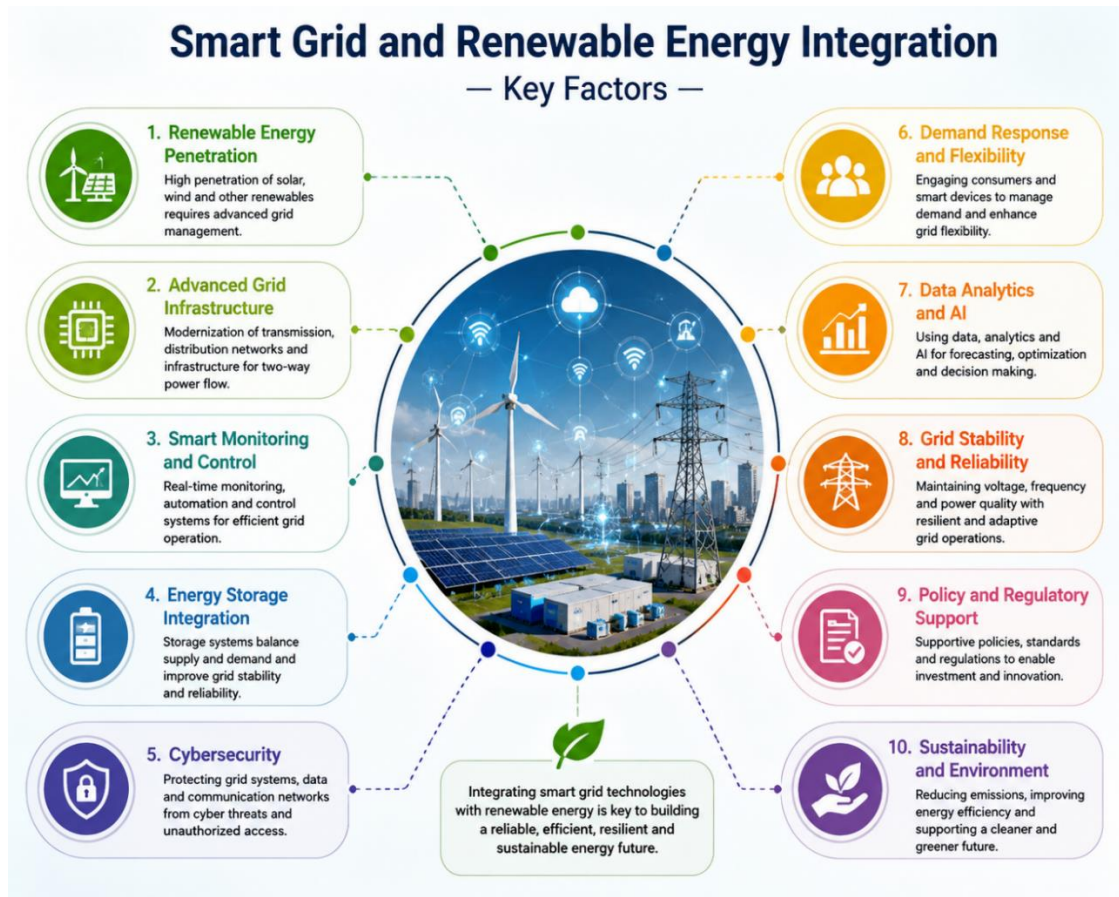 Smart Grid and Renewable Energy Integration
— Key Factors —
1. Renewable Energy
Penetration
High penetration of solar,
wind and other renewables
requires advanced grid
management.
2. Advanced Grid
Infrastructure
Modernization of transmission,
distribution networks and
infrastructure for two-way
power flow.
3. Smart Monitoring
and Control
Real-time monitoring,
automation and control
systems for efficient grid
operation.
4. Energy Storage
Integration
Storage systems balance
supply and demand and
improve grid stability
and reliability.
5. Cybersecurity
Protecting grid systems, data
and communication networks
from cyber threats and
unauthorized access.
6. Demand Response
and Flexibility
Engaging consumers and
smart devices to manage
demand and enhance
grid flexibility.
7. Data Analytics
and AI
Using data, analytics and
AI for forecasting, optimization
and decision making.
8. Grid Stability
and Reliability
Maintaining voltage, frequency
and power quality with
resilient and adaptive
grid operations.
9. Policy and Regulatory
Support
Supportive policies, standards
and regulations to enable
investment and innovation.
10. Sustainability
and Environment
Reducing emissions, improving
energy efficiency and
supporting a cleaner and
greener future.
Integrating smart grid technologies
with renewable energy is key to building
a reliable, efficient, resilient and
sustainable energy future.